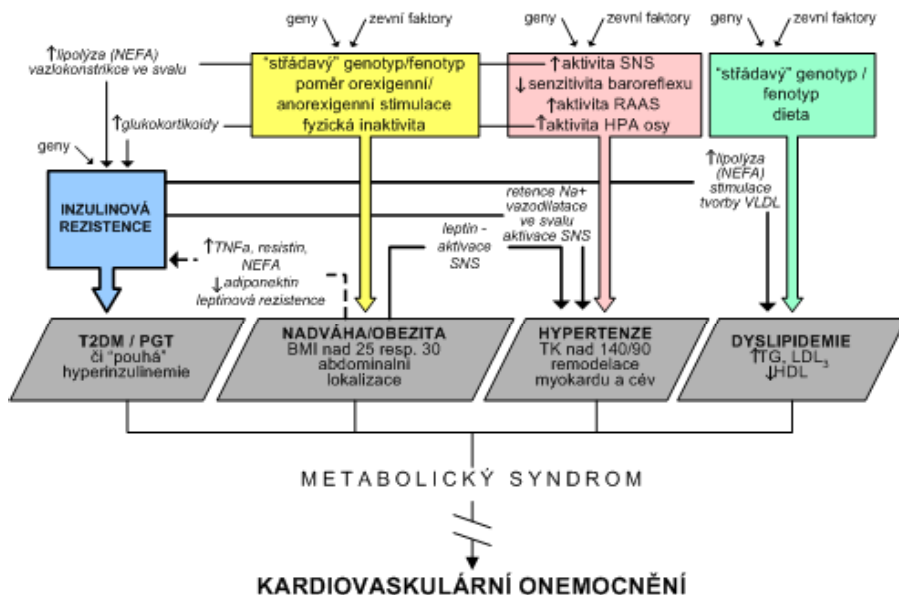 geny zevní faktory
geny zevní faktory
geny zevní faktory
↑lipolýza (NEFA)
vazlokonstrikce ve svalu
↑glukokortikoidy
geny
"střádavý" genotyp/fenotyp
poměr orexigenní/
anorexigenní stimulace
fyzická inaktivita
↑aktivita SNS
↓senzitivita baroreflexu
↑aktivita RAAS
↑aktivita HPA osy
"střádavý" genotyp /
fenotyp
dieta
INZULINOVÁ
REZISTENCE
↑lipolýza
(NEFA)
stimulace
tvorby VLDL
retence Na+
vazodilatace
ve svalu
aktivace SNS
leptin -
aktivace
SNS
↑TNFa, resistin,
NEFA
↓adiponektin
leptinová rezistence
T2DM / PGT
či "pouhá"
hyperinzulinemie
NADVÁHA/OBEZITA
BMI nad 25 resp. 30
abdominalní
lokalizace
HYPERTENZE
TK nad 140/90
remodelace
myokardu a cév
DYSLIPIDEMIE
↑TG, LDL3
↓HDL
METABOLICKÝ SYNDROM
KARDIOVASKULÁRNÍ ONEMOCNĚNÍ